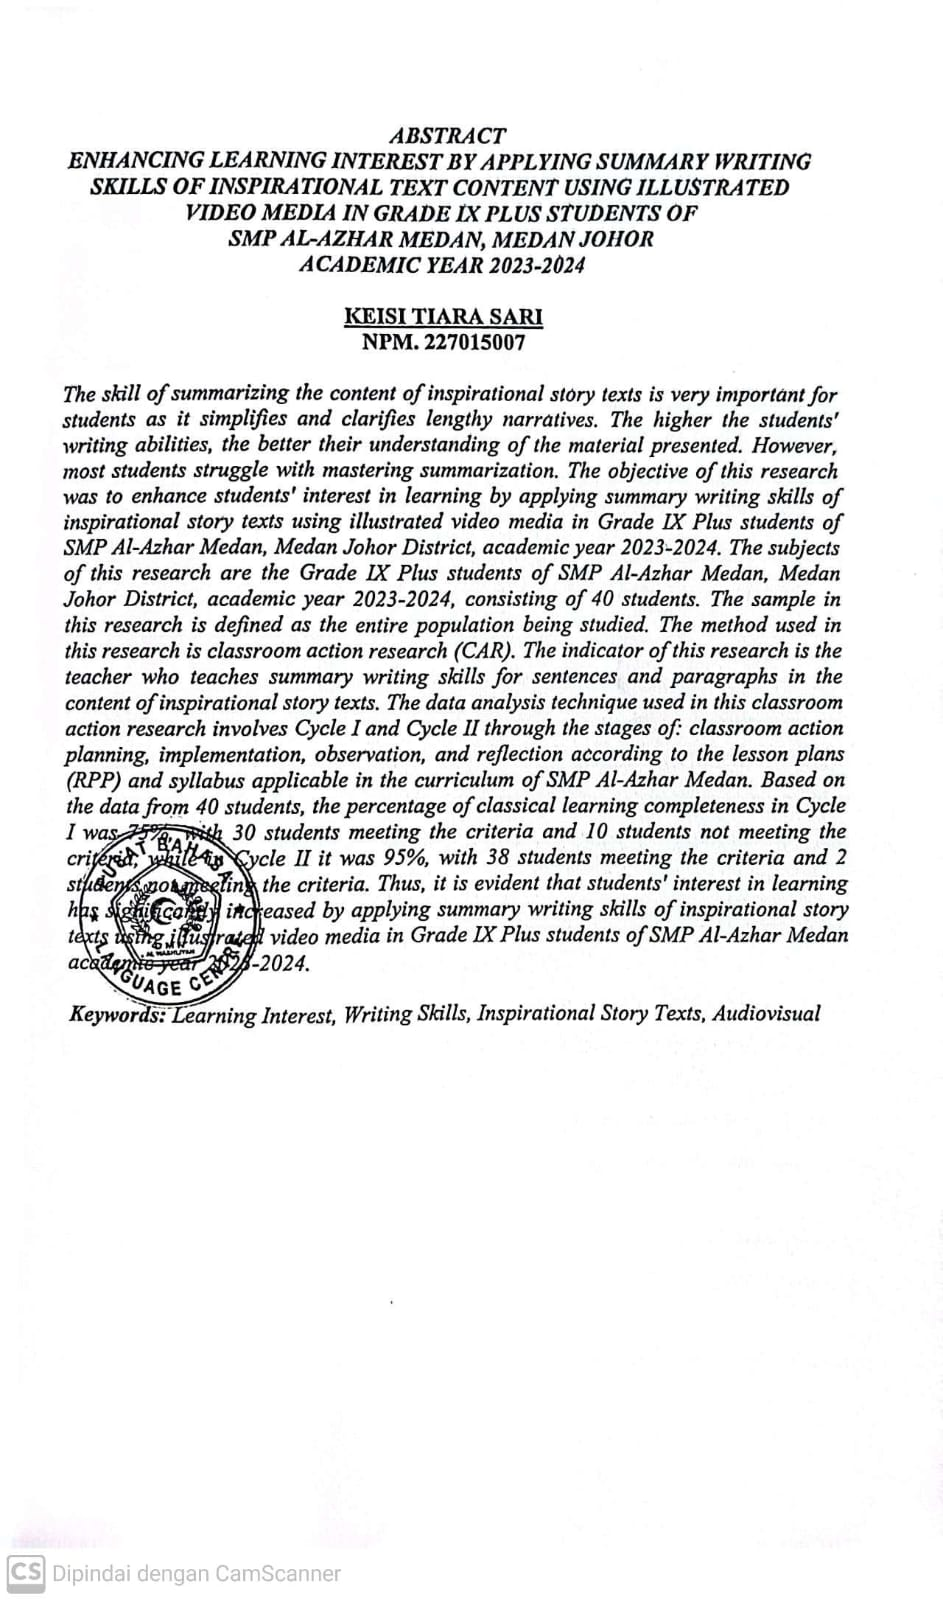 ABSTRACT
ENHANCING LEARNING INTEREST BY APPLYING SUMMARY WRITING
SKILLS OF INSPIRATIONAL TEXT CONTENT USING ILLUSTRATED
VIDEO MEDIA IN GRADE IX PLUS STUDENTS OF
SMP AL-AZHAR MEDAN, MEDAN JOHOR
ACADEMIC YEAR 2023-2024
KEISI TIARA SARI
NPM. 227015007
The skill of summarizing the content of inspirational story texts is very important for
students as it simplifies and clarifies lengthy narratives. The higher the students'
writing abilities, the better their understanding of the material presented. However,
most students struggle with mastering summarization. The objective of this research
was to enhance students' interest in learning by applying summary writing skills of
inspirational story texts using illustrated video media in Grade IX Plus students of
SMP Al-Azhar Medan, Medan Johor District, academic year 2023-2024. The subjects
of this research are the Grade IX Plus students of SMP Al-Azhar Medan, Medan
Johor District, academic year 2023-2024, consisting of 40 students. The sample in
this research is defined as the entire population being studied. The method used in
this research is classroom action research (CAR). The indicator of this research is the
teacher who teaches summary writing skills for sentences and paragraphs in the
content of inspirational story texts. The data analysis technique used in this classroom
action research involves Cycle I and Cycle II through the stages of: classroom action
planning, implementation, observation, and reflection according to the lesson plans
(RPP) and syllabus applicable in the curriculum of SMP Al-Azhar Medan. Based on
the data from 40 students, the percentage of classical learning completeness in Cycle
I was 75% with 30 students meeting the criteria and 10 students not meeting the
criteria, while in Cycle II it was 95%, with 38 students meeting the criteria and 2
students not meeting the criteria. Thus, it is evident that students' interest in learning
has significantly increased by applying summary writing skills of inspirational story
texts using illustrated video media in Grade IX Plus students of SMP Al-Azhar Medan
academic year 2023-2024.
PUSAT BAHASA
LANGUAGE CENTRE
Keywords: Learning Interest, Writing Skills, Inspirational Story Texts, Audiovisual
CS Dipindai dengan CamScanner